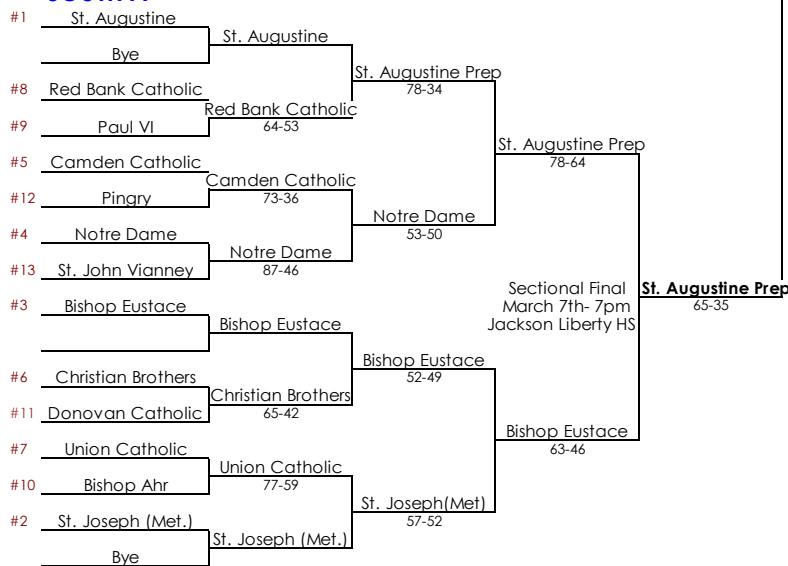 #1 St. Augustine
St. Augustine
Bye
St. Augustine Prep
78-34
#8 Red Bank Catholic
Red Bank Catholic
64-53
#9 Paul VI
St. Augustine Prep
78-64
#5 Camden Catholic
Camden Catholic
73-36
#12 Pingry
Notre Dame
53-50
#4 Notre Dame
Notre Dame
87-46
#13 St. John Vianney
Sectional Final
March 7th- 7pm
Jackson Liberty HS
St. Augustine Prep
65-35
#3 Bishop Eustace
Bishop Eustace
Bishop Eustace
52-49
#6 Christian Brothers
Christian Brothers
65-42
#11 Donovan Catholic
Bishop Eustace
63-46
#7 Union Catholic
Union Catholic
77-59
#10 Bishop Ahr
St. Joseph(Met)
57-52
#2 St. Joseph (Met.)
St. Joseph (Met.)
Bye